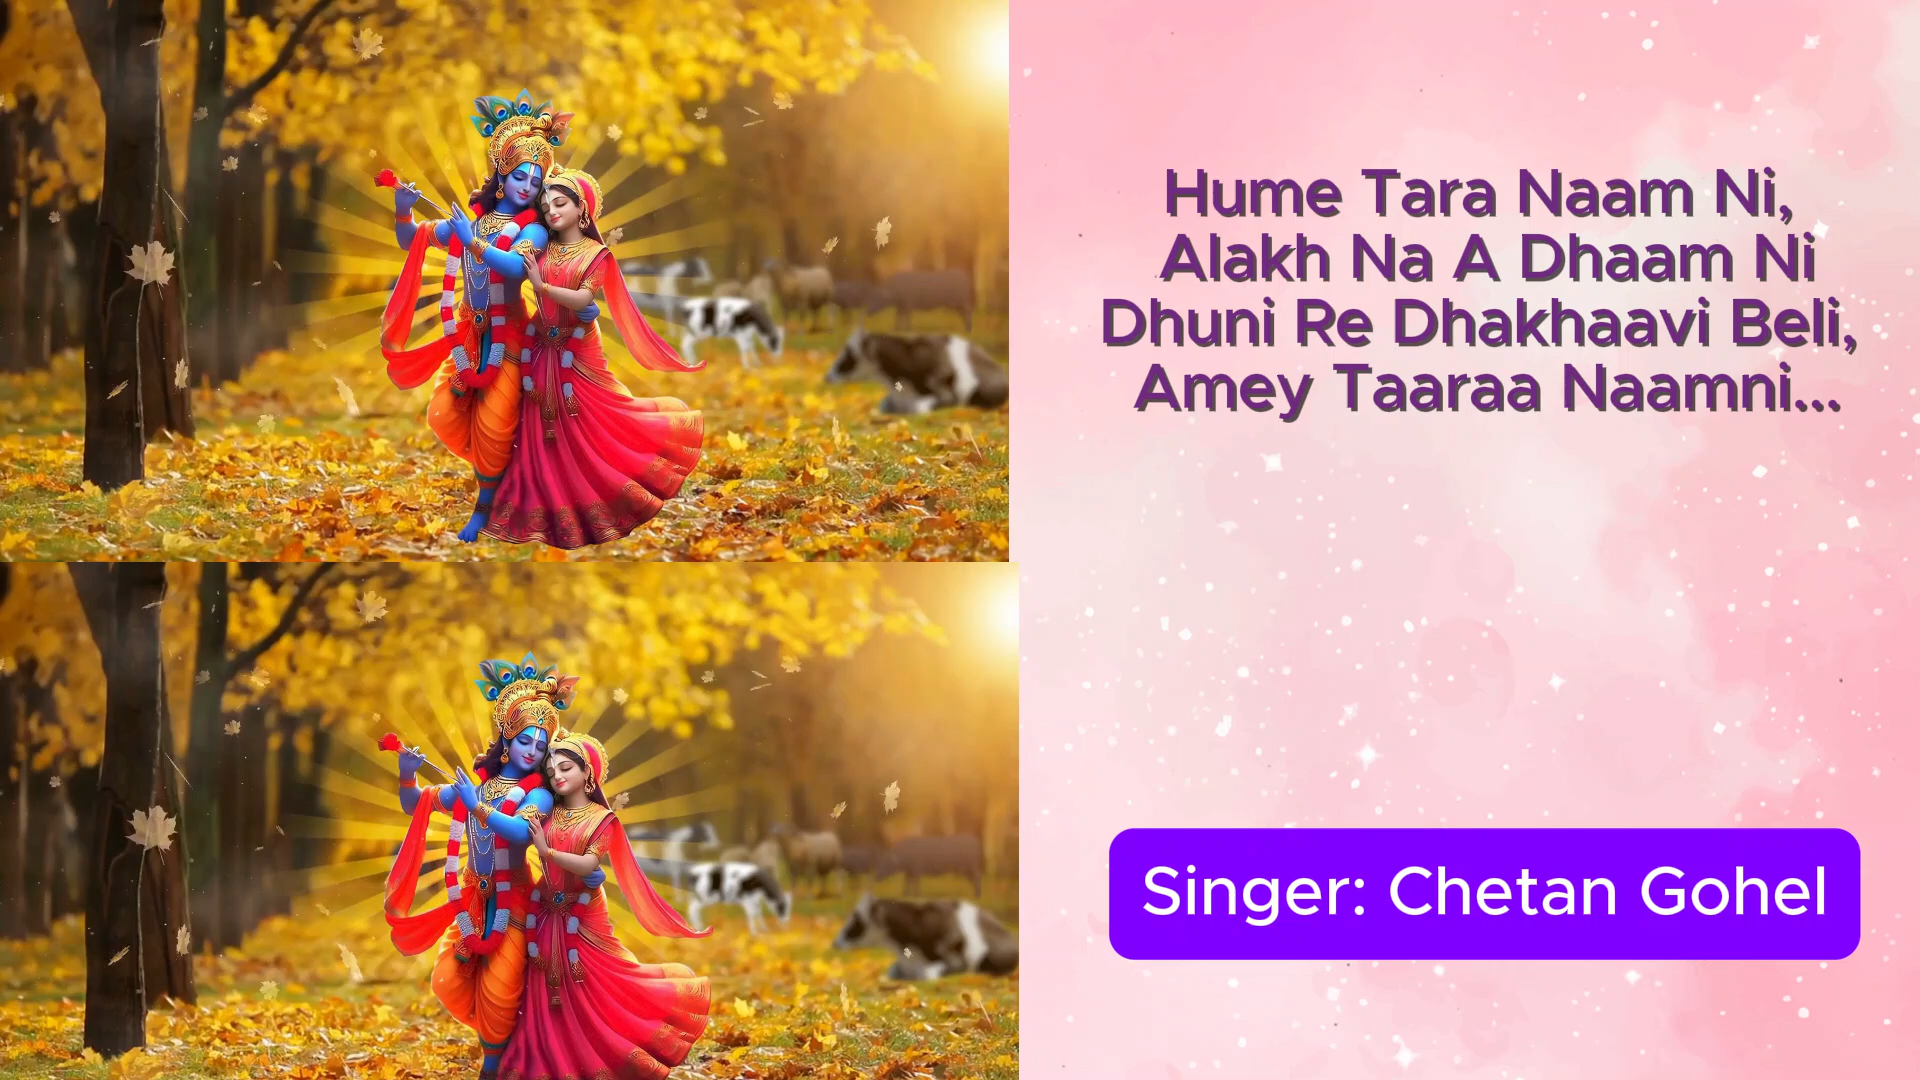 Hume Tara Naam Ni,
Alakh Na A Dhaam Ni
Dhuni Re Dhakhaavi Beli,
Amey Taaraa Naamni...
Singer: Chetan Gohel